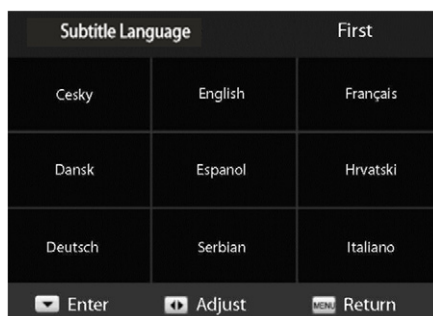 Subtitle Language First
Cesky English Français
Dansk Espanol Hrvatski
Deutsch Serbian Italiano
Enter Adjust MENU Return